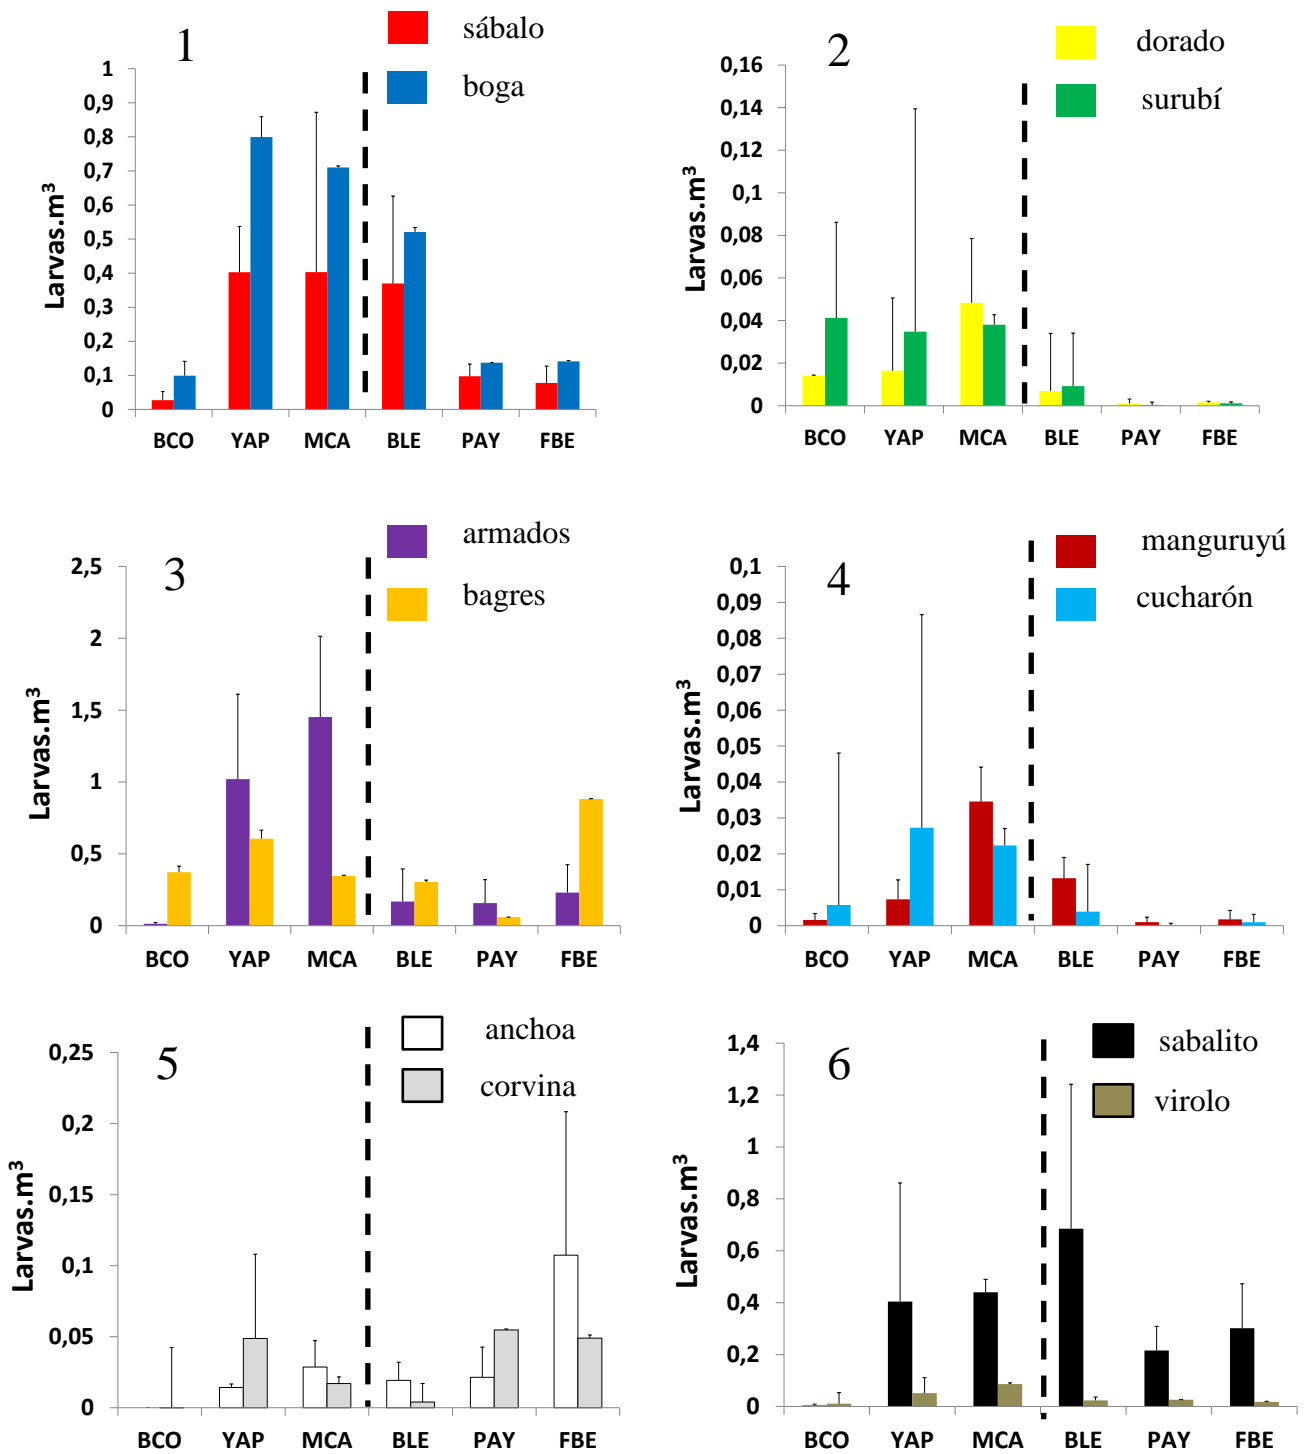 1
sábalo
boga
Larvas.m³
1
0,9
0,8
0,7
0,6
0,5
0,4
0,3
0,2
0,1
0
BCO YAP MCA BLE PAY FBE
2
dorado
surubí
Larvas.m³
0,16
0,14
0,12
0,1
0,08
0,06
0,04
0,02
0
BCO YAP MCA BLE PAY FBE
3
armados
bagres
Larvas.m³
2,5
2
1,5
1
0,5
0
BCO YAP MCA BLE PAY FBE
4
manguruyú
cucharón
Larvas.m³
0,1
0,09
0,08
0,07
0,06
0,05
0,04
0,03
0,02
0,01
0
BCO YAP MCA BLE PAY FBE
5
anchoa
corvina
Larvas.m³
0,25
0,2
0,15
0,1
0,05
0
BCO YAP MCA BLE PAY FBE
6
sabalito
virolo
Larvas.m³
1,4
1,2
1
0,8
0,6
0,4
0,2
0
BCO YAP MCA BLE PAY FBE